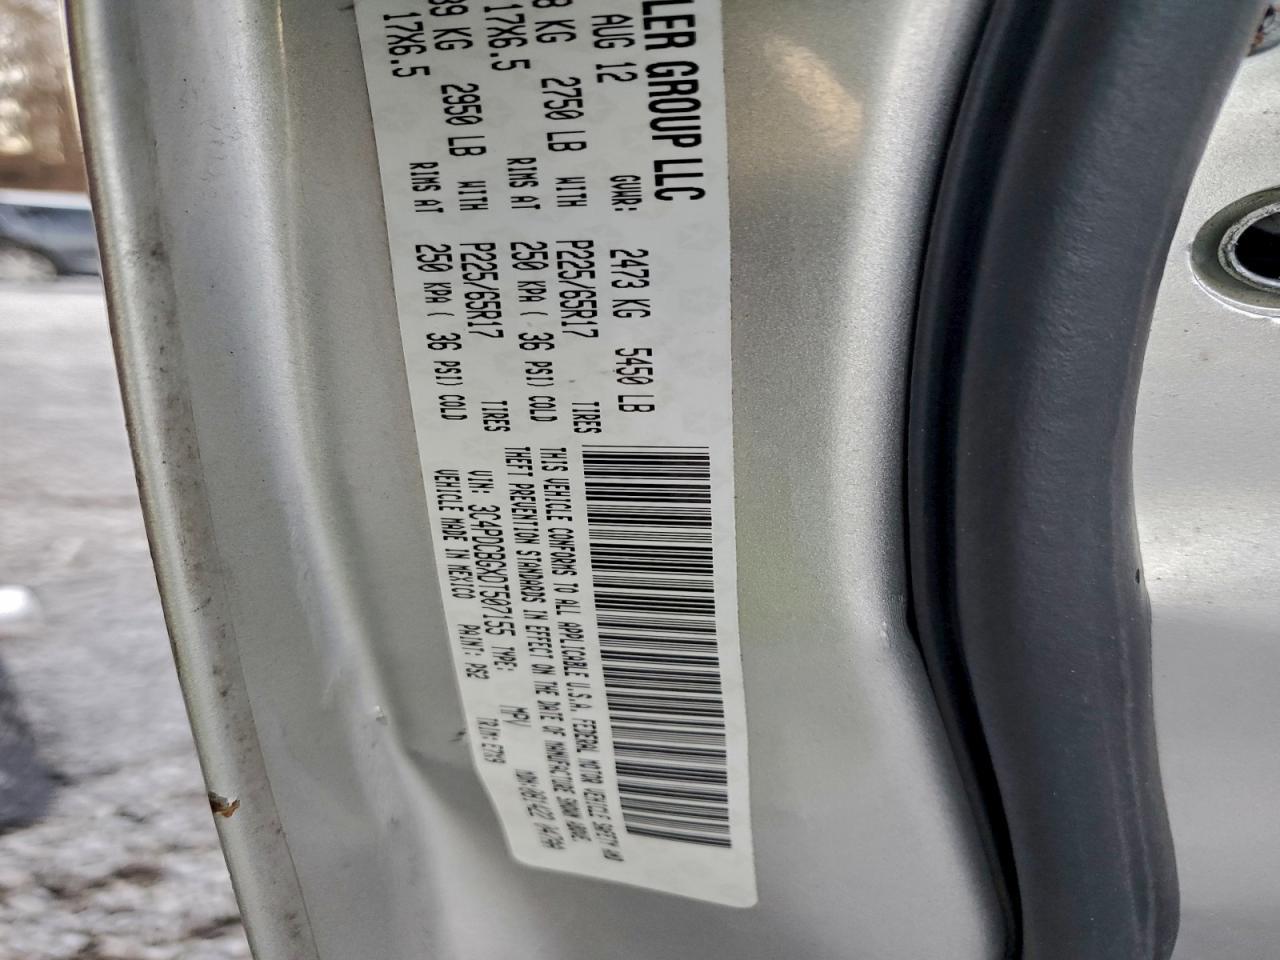 LER GROUP LLC
AUG 12 GVWR: 2473 KG 5450 LB
8 KG 2750 LB WITH P225/65R17 TIRES
17X6.5 RIMS AT 250 KPA ( 36 PSI) COLD
39 KG 2950 LB WITH P225/65R17 TIRES
17X6.5 RIMS AT 250 KPA ( 36 PSI) COLD
THIS VEHICLE CONFORMS TO ALL APPLICABLE U.S.A. FEDERAL MOTOR VEHICLE SAFETY AND
THEFT PREVENTION STANDARDS IN EFFECT ON THE DATE OF MANUFACTURE SHOWN ABOVE.
VIN: 3C4PDCBGXDT507155 TYPE: MPV
VEHICLE MADE IN MEXICO PAINT: PS2 TRIM: